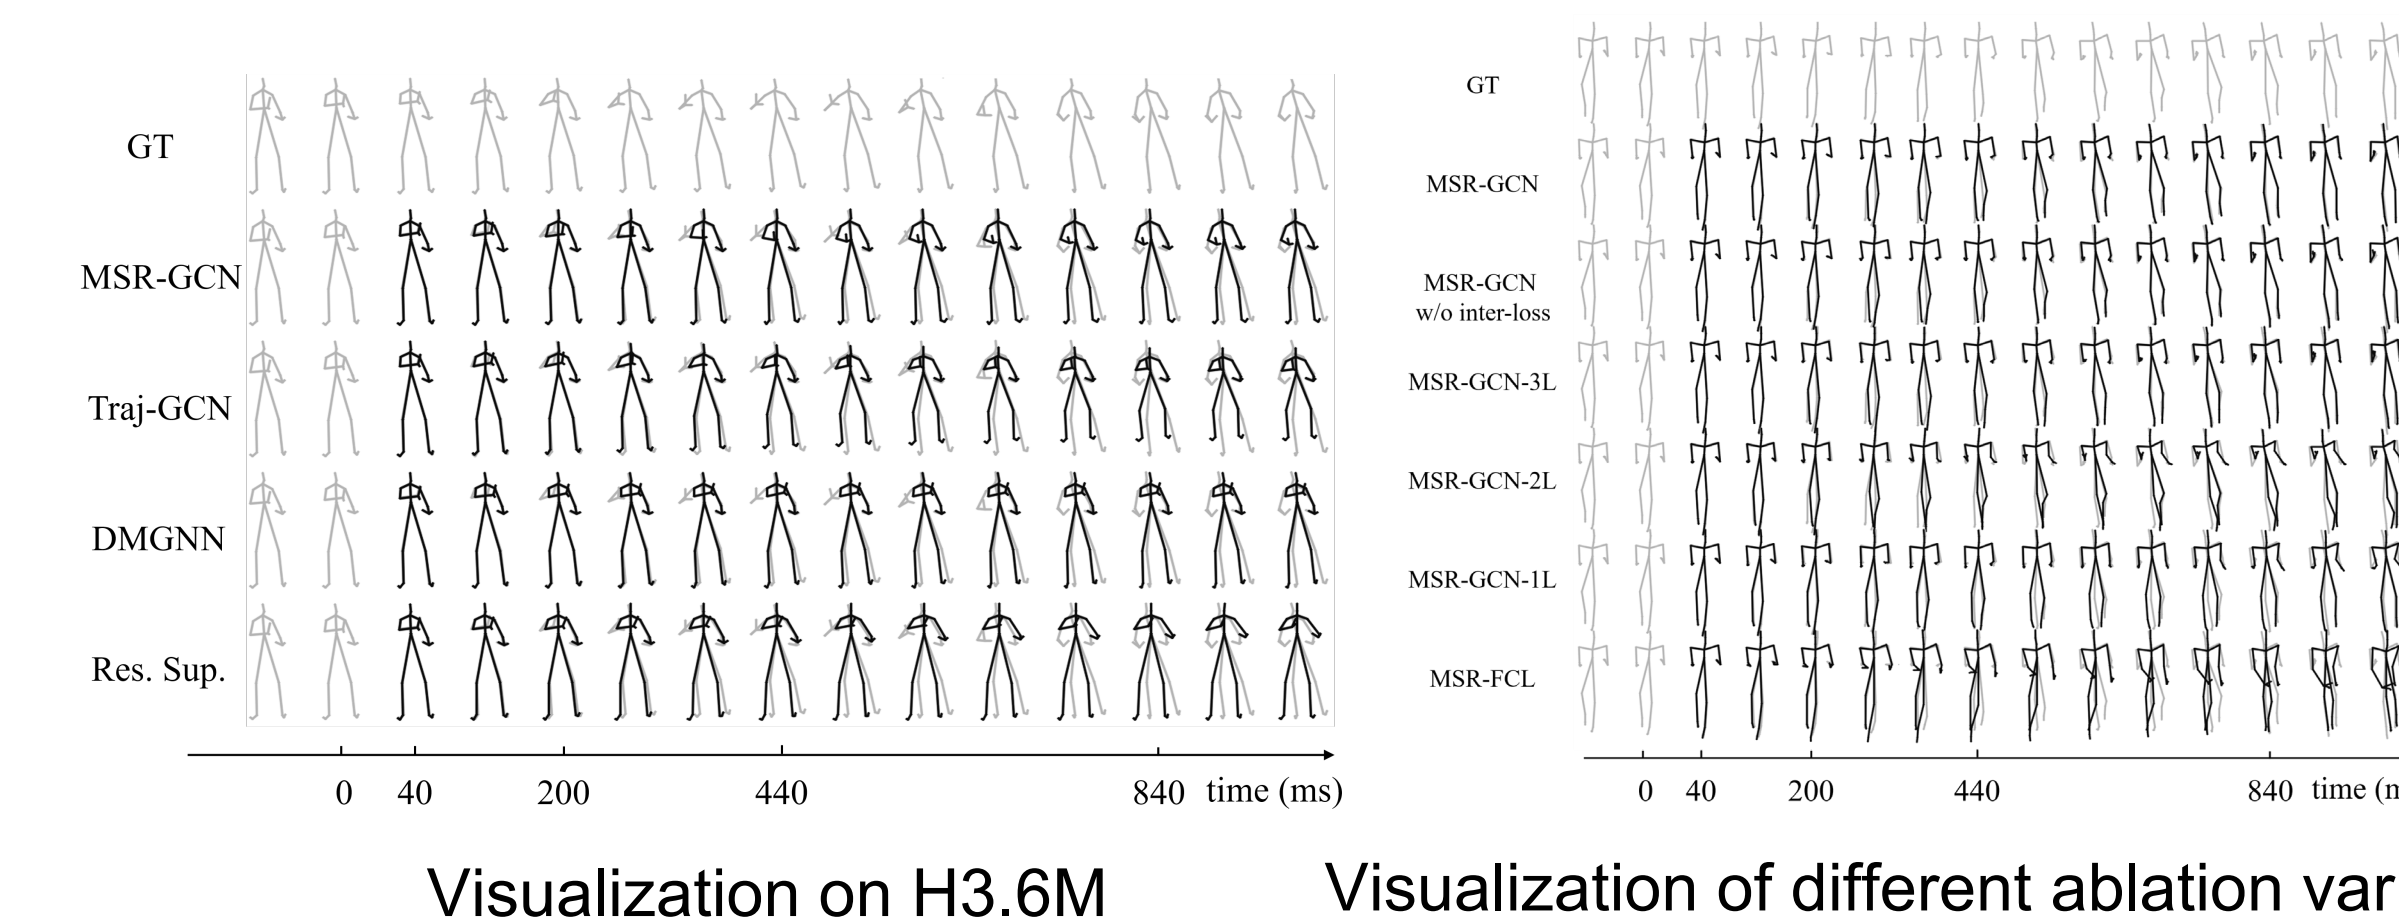 GT
MSR-GCN
Traj-GCN
DMGNN
Res. Sup.
0 40 200 440 840 time (ms)
Visualization on H3.6M
GT
MSR-GCN
MSR-GCN
w/o inter-loss
MSR-GCN-3L
MSR-GCN-2L
MSR-GCN-1L
MSR-FCL
0 40 200 440 840 time (m
Visualization of different ablation var